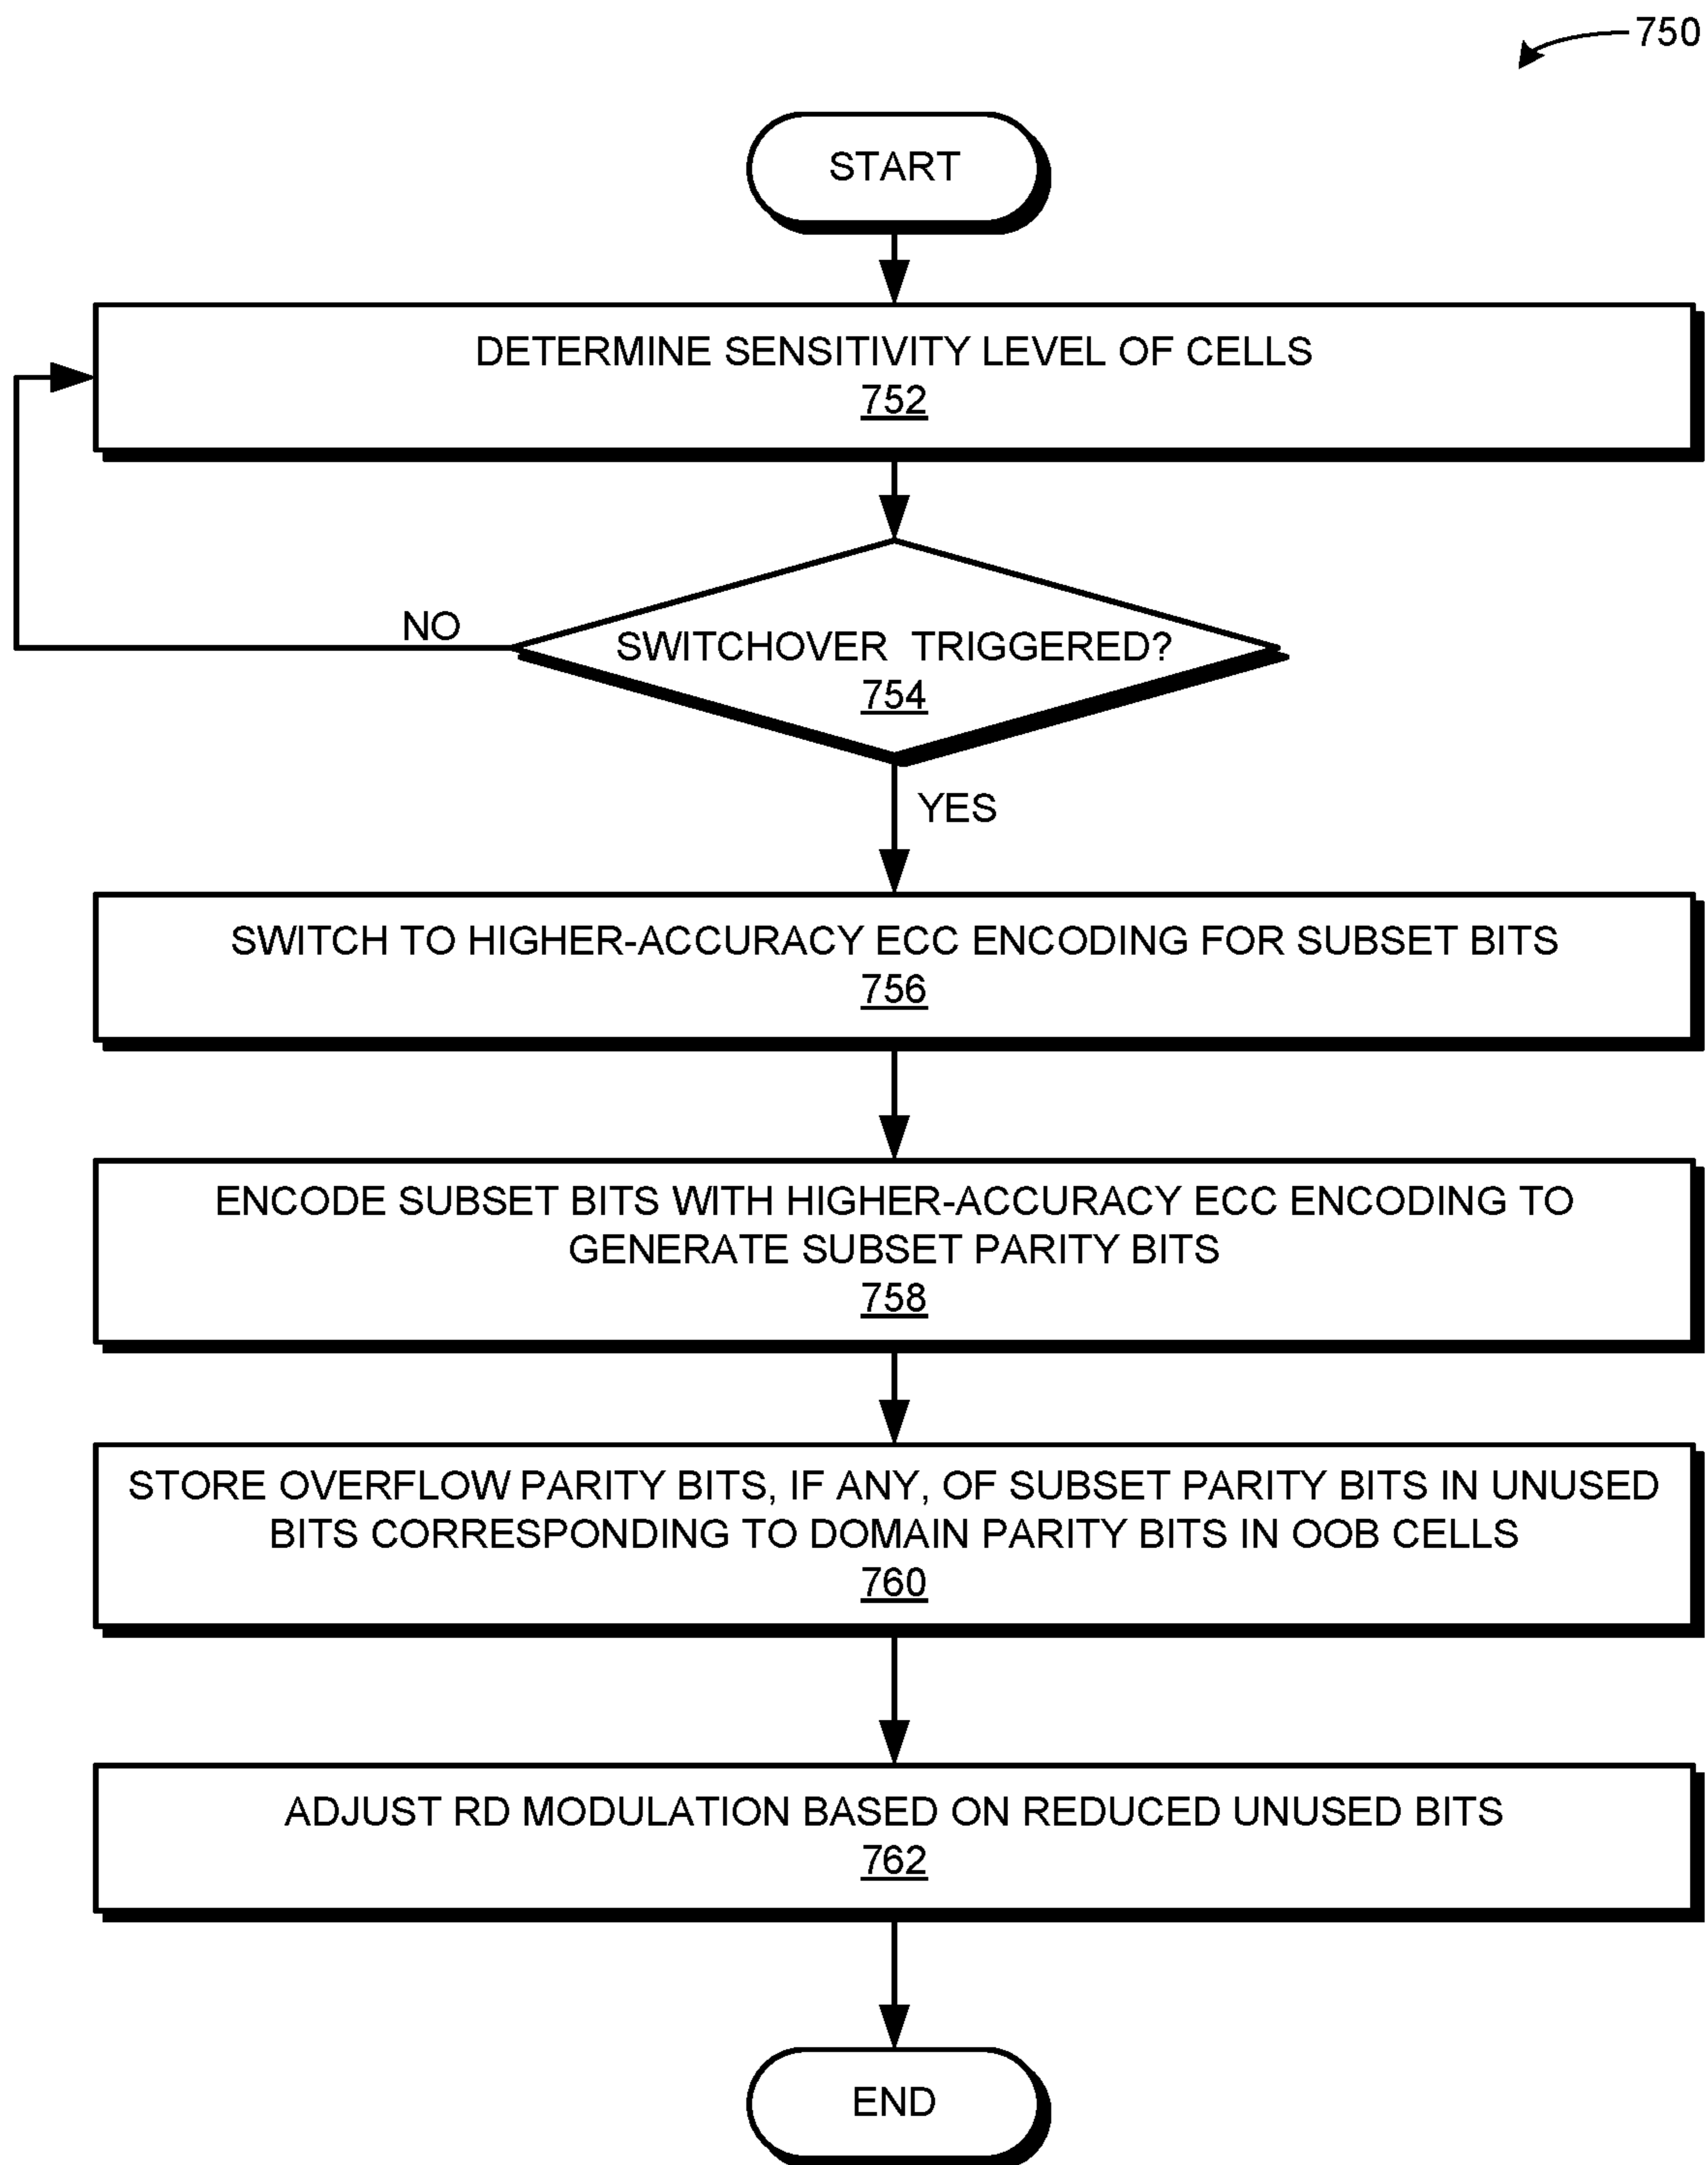 750
START
DETERMINE SENSITIVITY LEVEL OF CELLS
752
NO
SWITCHOVER TRIGGERED?
754
YES
SWITCH TO HIGHER-ACCURACY ECC ENCODING FOR SUBSET BITS
756
ENCODE SUBSET BITS WITH HIGHER-ACCURACY ECC ENCODING TO
GENERATE SUBSET PARITY BITS
758
STORE OVERFLOW PARITY BITS, IF ANY, OF SUBSET PARITY BITS IN UNUSED
BITS CORRESPONDING TO DOMAIN PARITY BITS IN OOB CELLS
760
ADJUST RD MODULATION BASED ON REDUCED UNUSED BITS
762
END